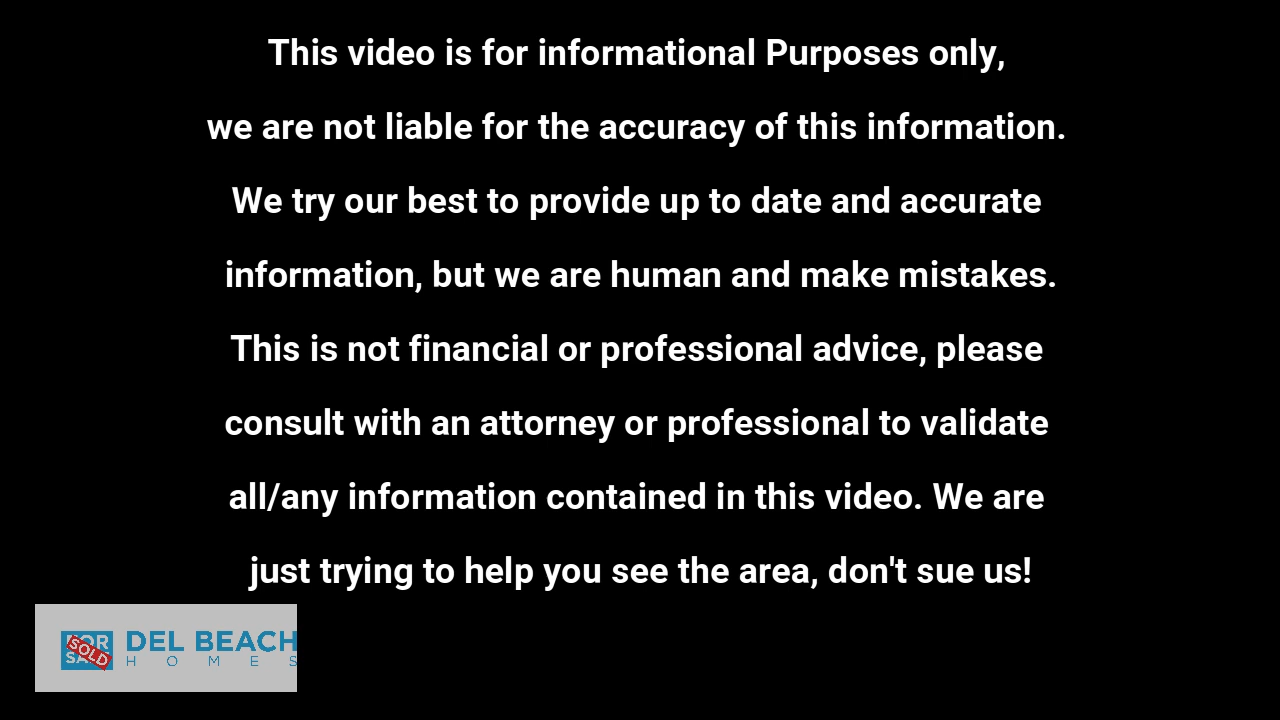 This video is for informational Purposes only,
we are not liable for the accuracy of this information.
We try our best to provide up to date and accurate
information, but we are human and make mistakes.
This is not financial or professional advice, please
consult with an attorney or professional to validate
all/any information contained in this video. We are
just trying to help you see the area, don't sue us!
FOR
SOLD
DEL BEACH
HOMES